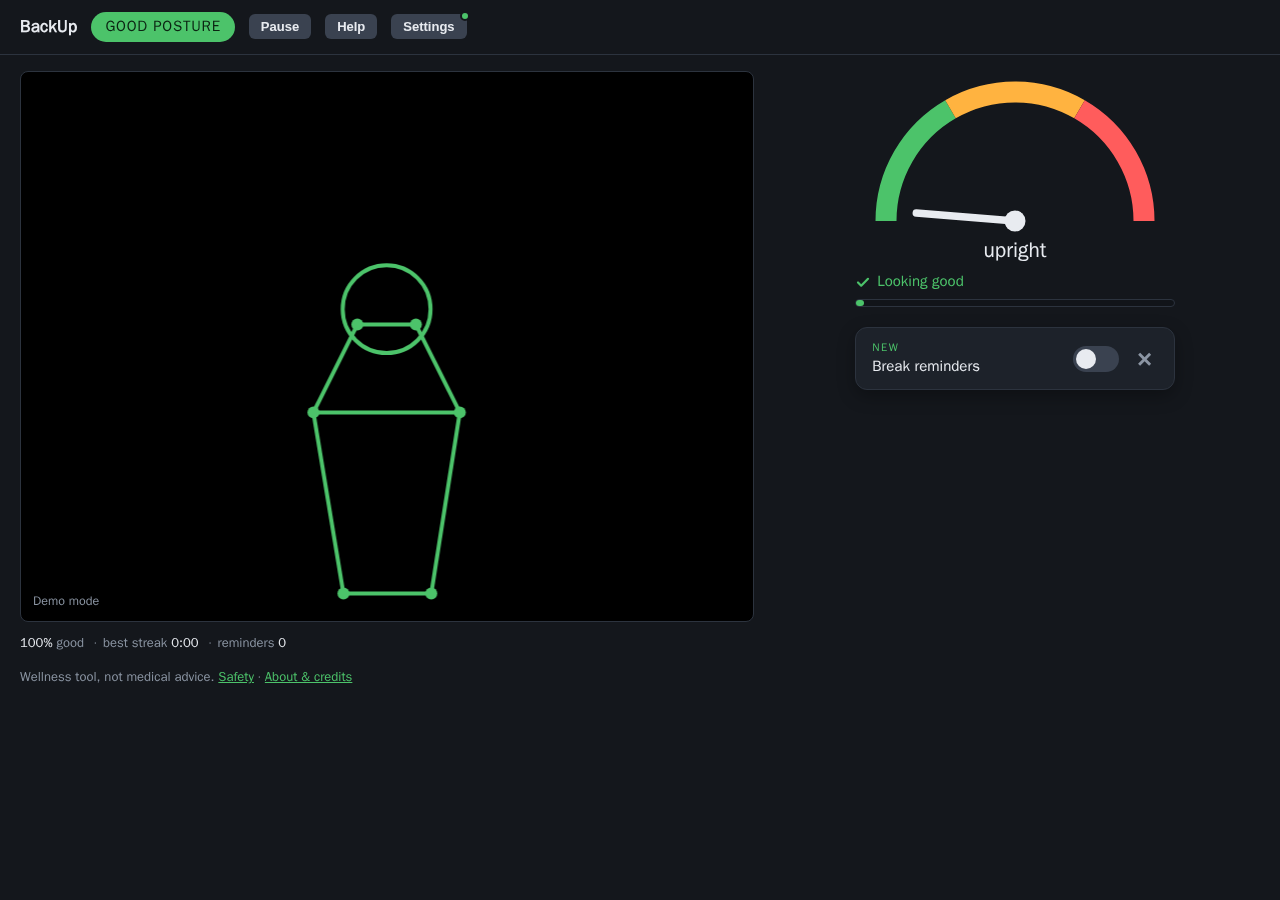 BackUp GOOD POSTURE Pause Help Settings
upright
Looking good
NEW
Break reminders
Demo mode
100% good · best streak 0:00 · reminders 0
Wellness tool, not medical advice. Safety · About & credits